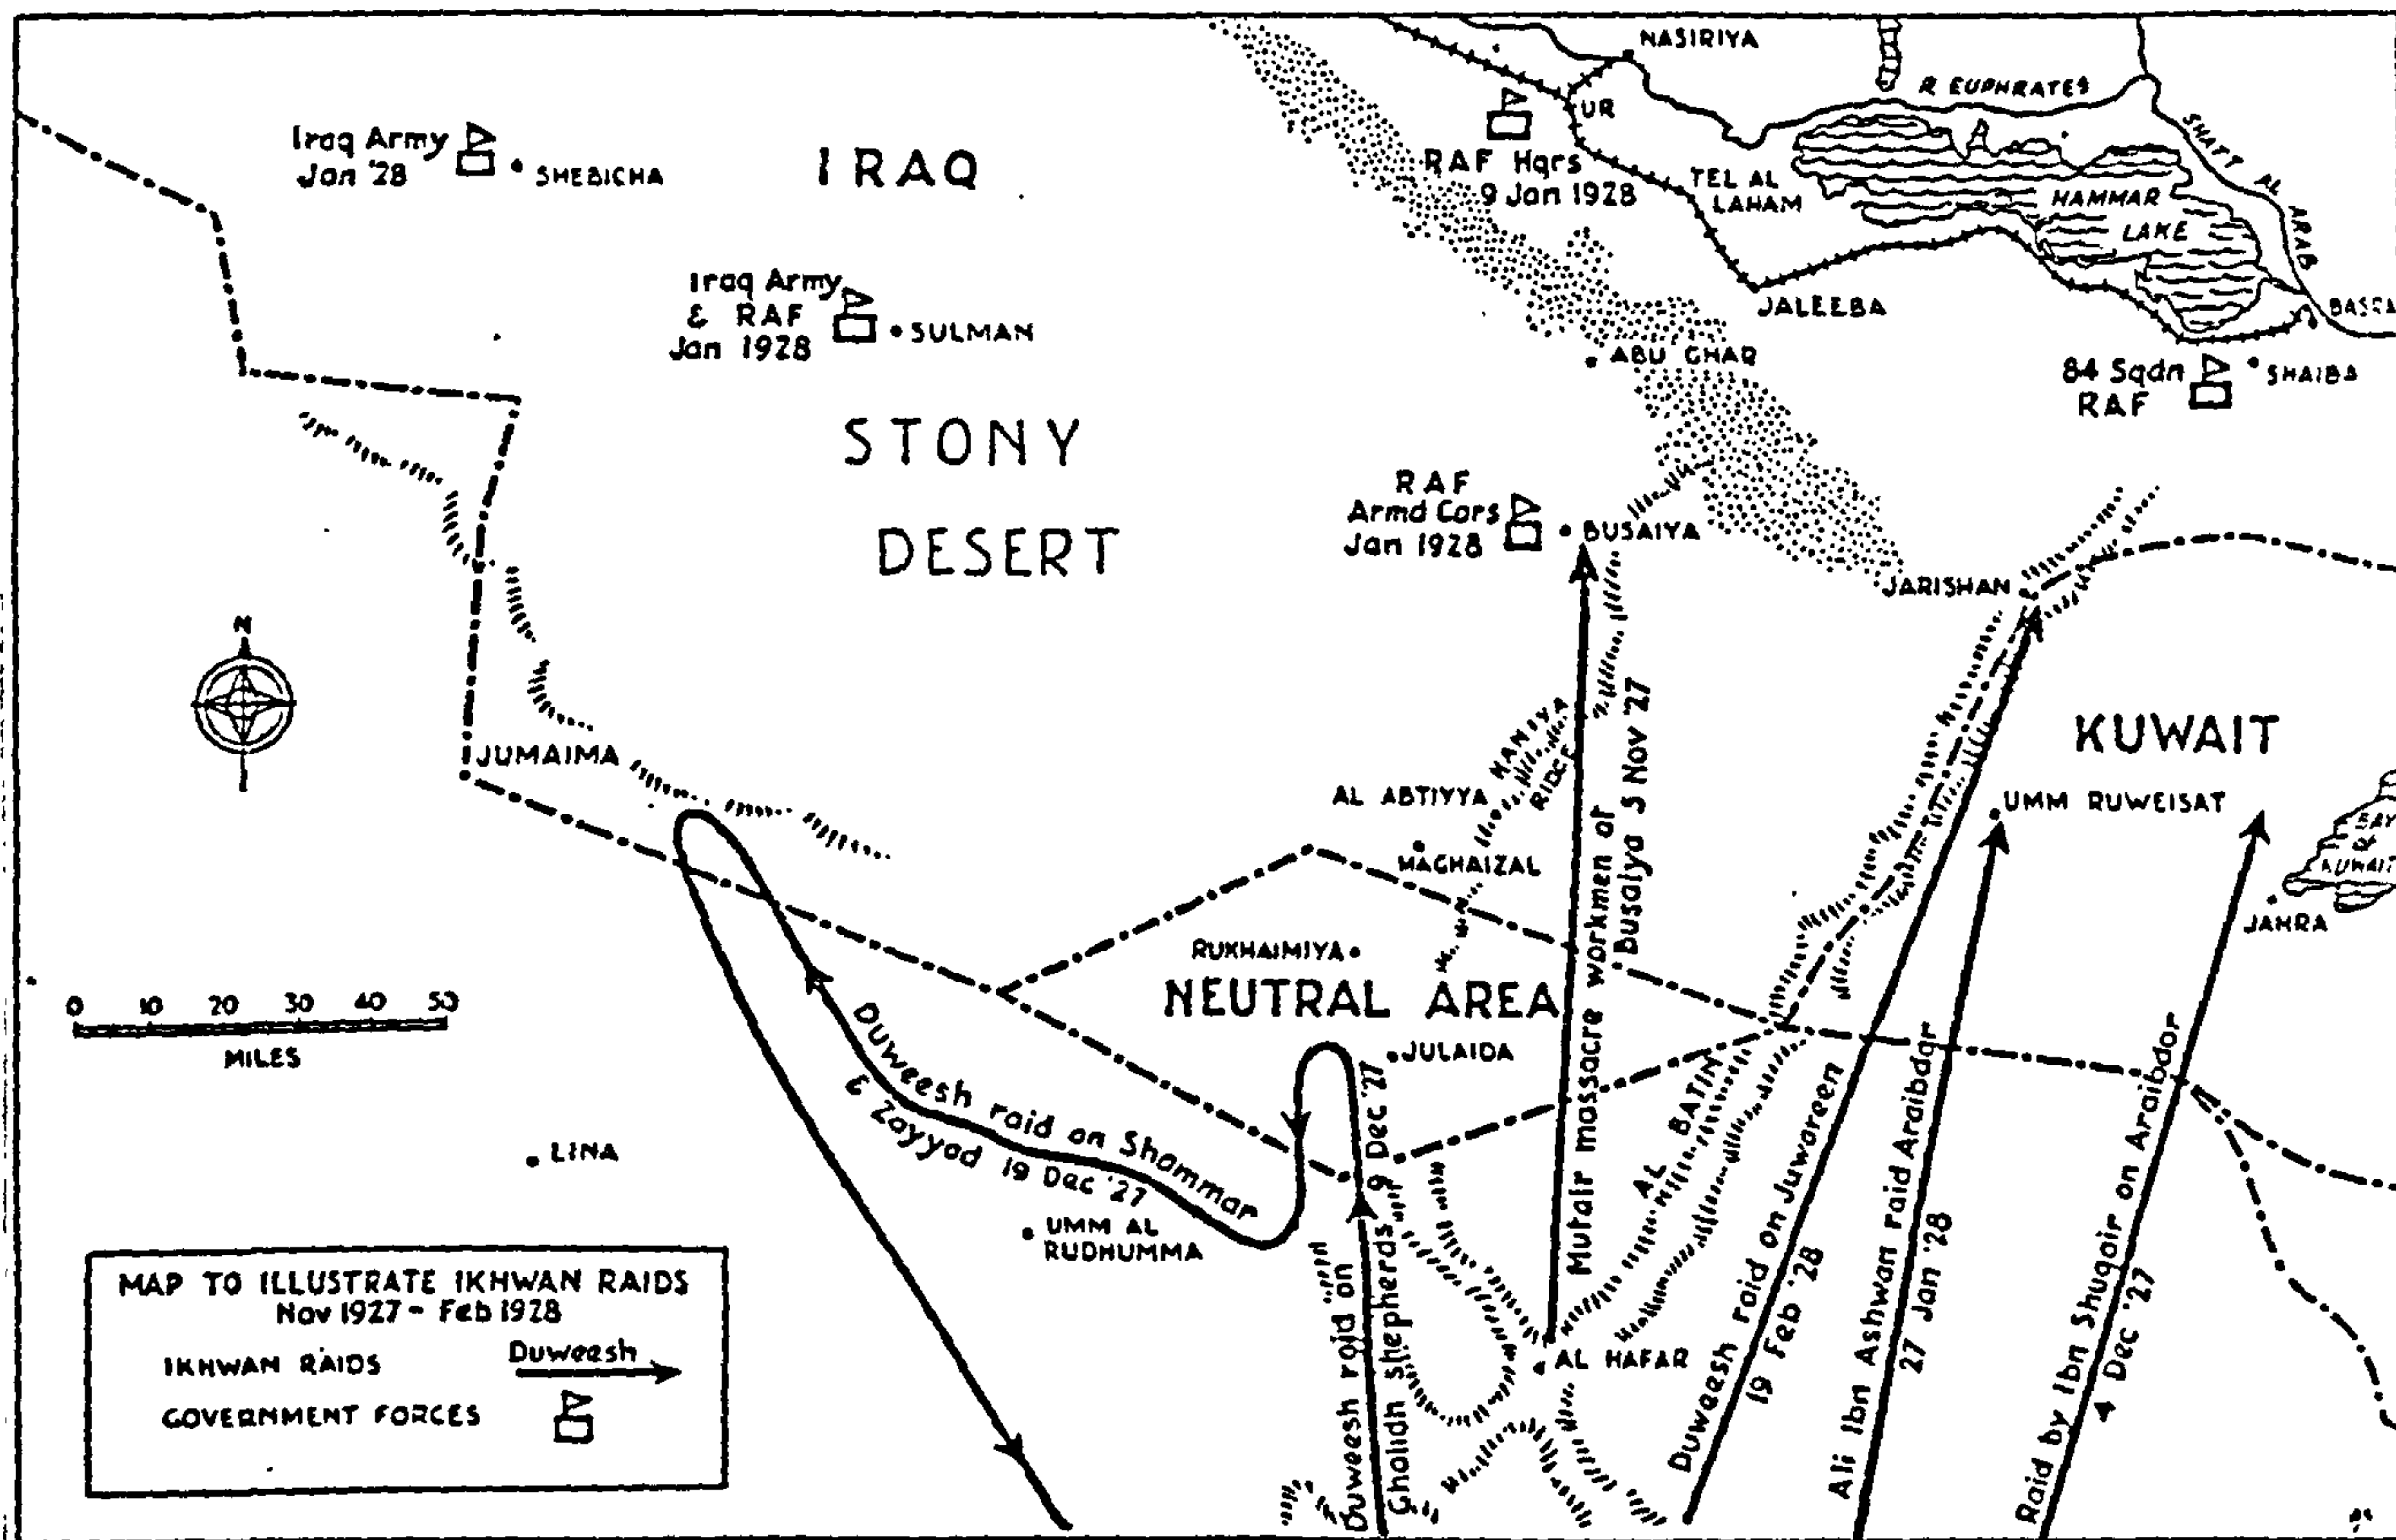 NASIRIYA
R EUPHRATES
UR
SHATT AL ARAB
Iraq Army
Jan '28
SHEBICHA
IRAQ
RAF Hqrs
9 Jan 1928
TEL AL
LAHAM
HAMMAR
LAKE
Iraq Army
& RAF
Jan 1928
SULMAN
JALEEBA
BASRA
ABU GHAR
84 Sqdn
RAF
SHAIBA
STONY
DESERT
RAF
Armd Cars
Jan 1928
BUSAIYA
JARISHAN
N
KUWAIT
JUMAIMA
HANIYA
RIDGE
AL ABTIYYA
UMM RUWEISAT
MAGHAIZAL
BAY
OF
KUWAIT
JAHRA
RUKHAIMIYA
NEUTRAL AREA
JULAIDA
0 10 20 30 40 50
MILES
Mutair massacre workmen at
Busaiya 5 Nov '27
Duweesh raid on Shammar
& Zayyad 19 Dec '27
LINA
UMM AL
RUDHUMMA
AL BATIN
AL HAFAR
Duweesh raid on
Ghalidh shepherds 9 Dec '27
Duweesh raid on Juwareen
19 Feb '28
Ali Ibn Ashwan raid Araibdar
27 Jan '28
Raid by Ibn Shuqair on Araibdar
4 Dec '27
MAP TO ILLUSTRATE IKHWAN RAIDS
Nov 1927 - Feb 1928
IKHWAN RAIDS
Duweesh
GOVERNMENT FORCES